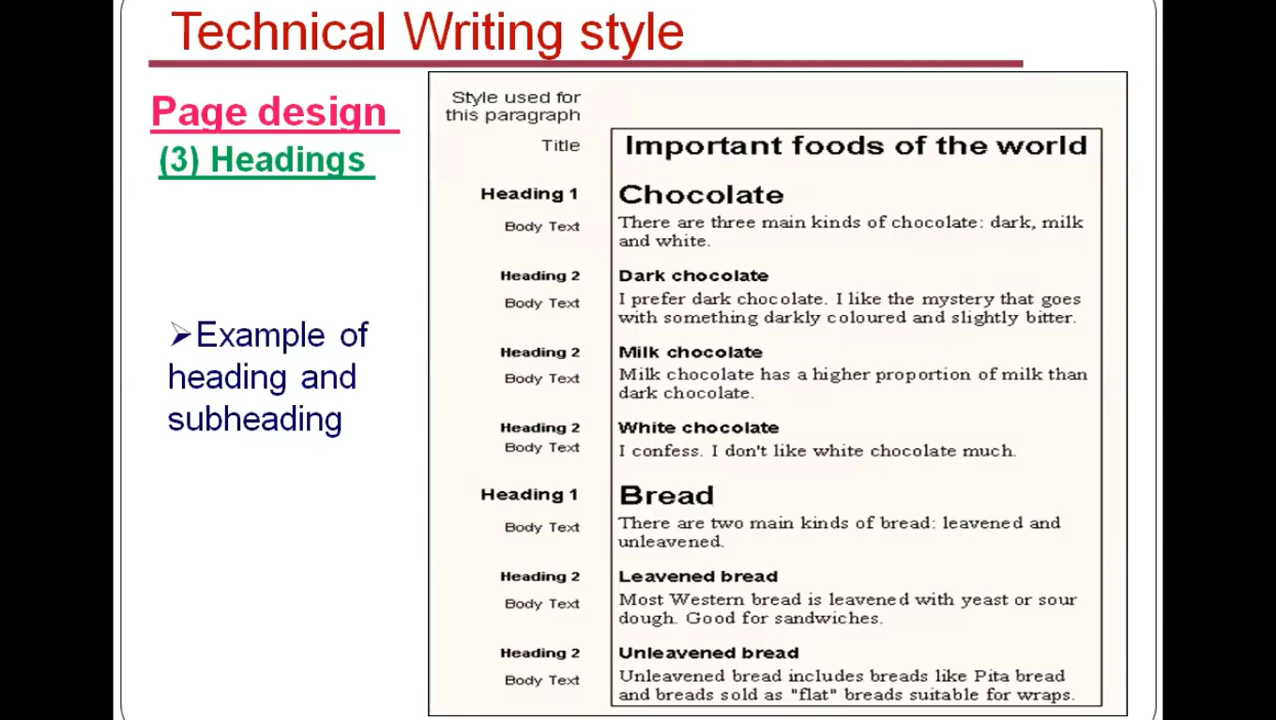 Technical Writing style
Page design
(3) Headings
➢Example of
heading and
subheading
Style used for
this paragraph
Title
Important foods of the world
Heading 1
Chocolate
Body Text
There are three main kinds of chocolate: dark, milk
and white.
Heading 2
Dark chocolate
Body Text
I prefer dark chocolate. I like the mystery that goes
with something darkly coloured and slightly bitter.
Heading 2
Milk chocolate
Body Text
Milk chocolate has a higher proportion of milk than
dark chocolate.
Heading 2
White chocolate
Body Text
I confess. I don't like white chocolate much.
Heading 1
Bread
Body Text
There are two main kinds of bread: leavened and
unleavened.
Heading 2
Leavened bread
Body Text
Most Western bread is leavened with yeast or sour
dough. Good for sandwiches.
Heading 2
Unleavened bread
Body Text
Unleavened bread includes breads like Pita bread
and breads sold as "flat" breads suitable for wraps.